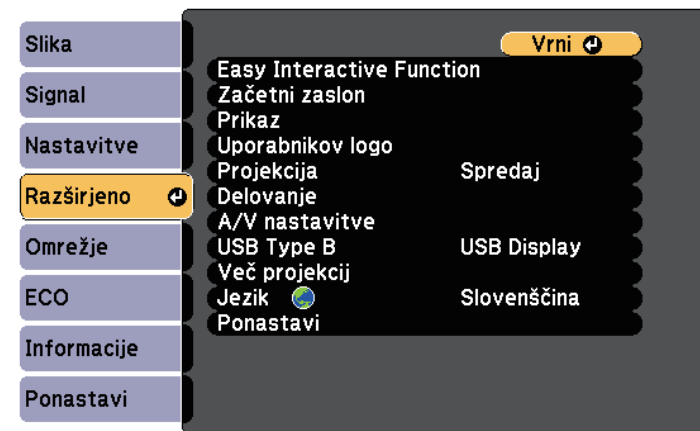 Slika
Signal
Nastavitve
Razširjeno
Omrežje
ECO
Informacije
Ponastavi
Vrni
Easy Interactive Function
Začetni zaslon
Prikaz
Uporabnikov logo
Projekcija Spredaj
Delovanje
A/V nastavitve
USB Type B USB Display
Več projekcij
Jezik Slovenščina
Ponastavi